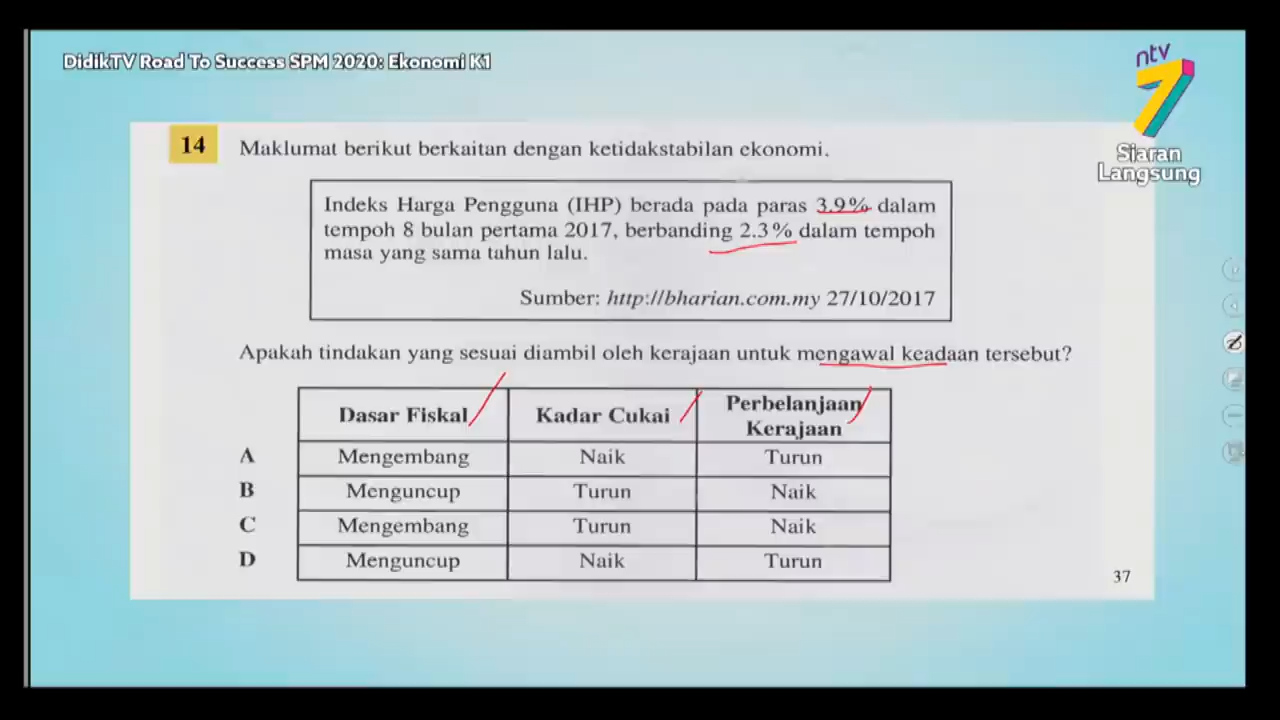 DidikTV Road To Success SPM 2020: Ekonomi K1
ntv
7
Siaran
Langsung
14 Maklumat berikut berkaitan dengan ketidakstabilan ekonomi.
Indeks Harga Pengguna (IHP) berada pada paras 3.9% dalam
tempoh 8 bulan pertama 2017, berbanding 2.3% dalam tempoh
masa yang sama tahun lalu.
Sumber: http://bharian.com.my 27/10/2017
Apakah tindakan yang sesuai diambil oleh kerajaan untuk mengawal keadaan tersebut?
Dasar Fiskal Kadar Cukai Perbelanjaan Kerajaan
A Mengembang Naik Turun
B Menguncup Turun Naik
C Mengembang Turun Naik
D Menguncup Naik Turun
37